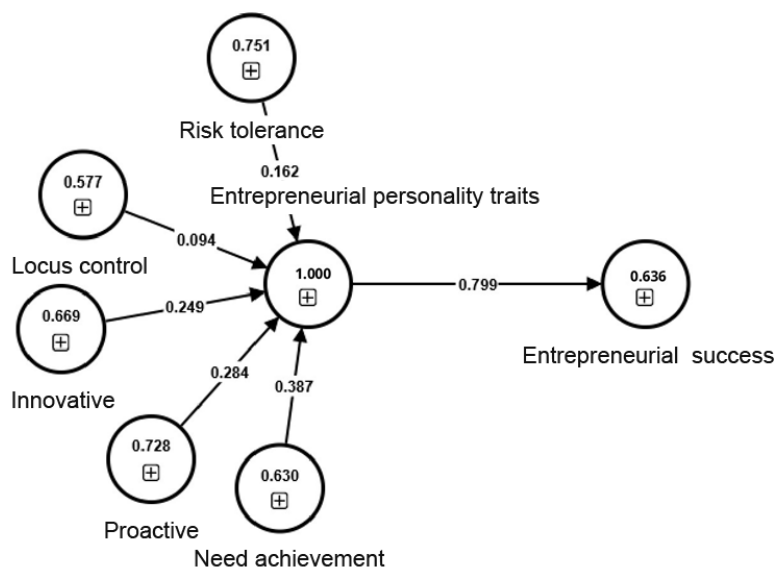 0.751
Risk tolerance
0.162
0.577
Entrepreneurial personality traits
0.094
Locus control
1.000
0.799
0.636
0.669
0.249
Entrepreneurial success
Innovative
0.284
0.387
0.728
0.630
Proactive
Need achievement